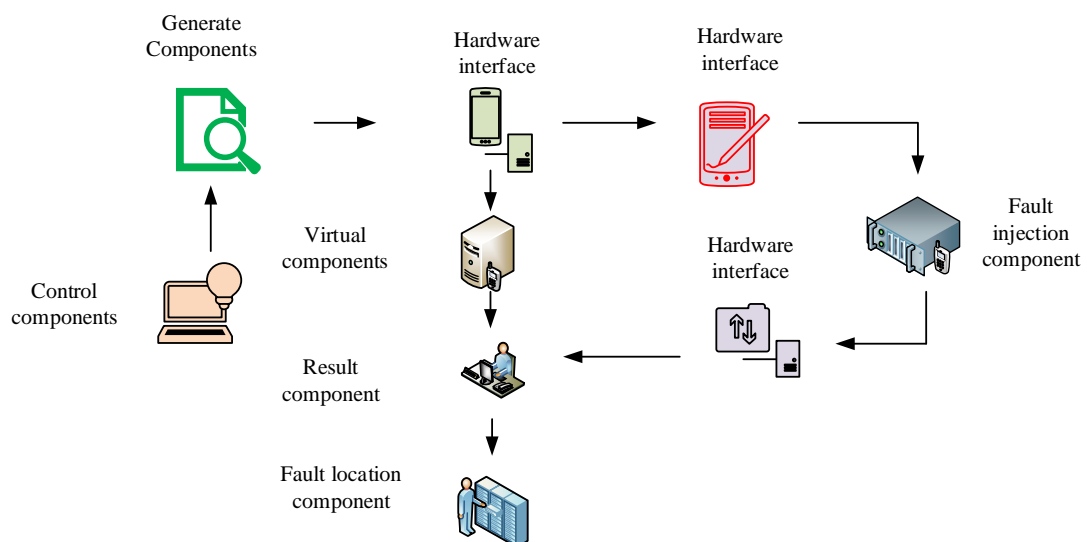 Generate
Components
Hardware
interface
Hardware
interface
Virtual
components
Hardware
interface
Fault
injection
component
Control
components
Result
component
Fault location
component